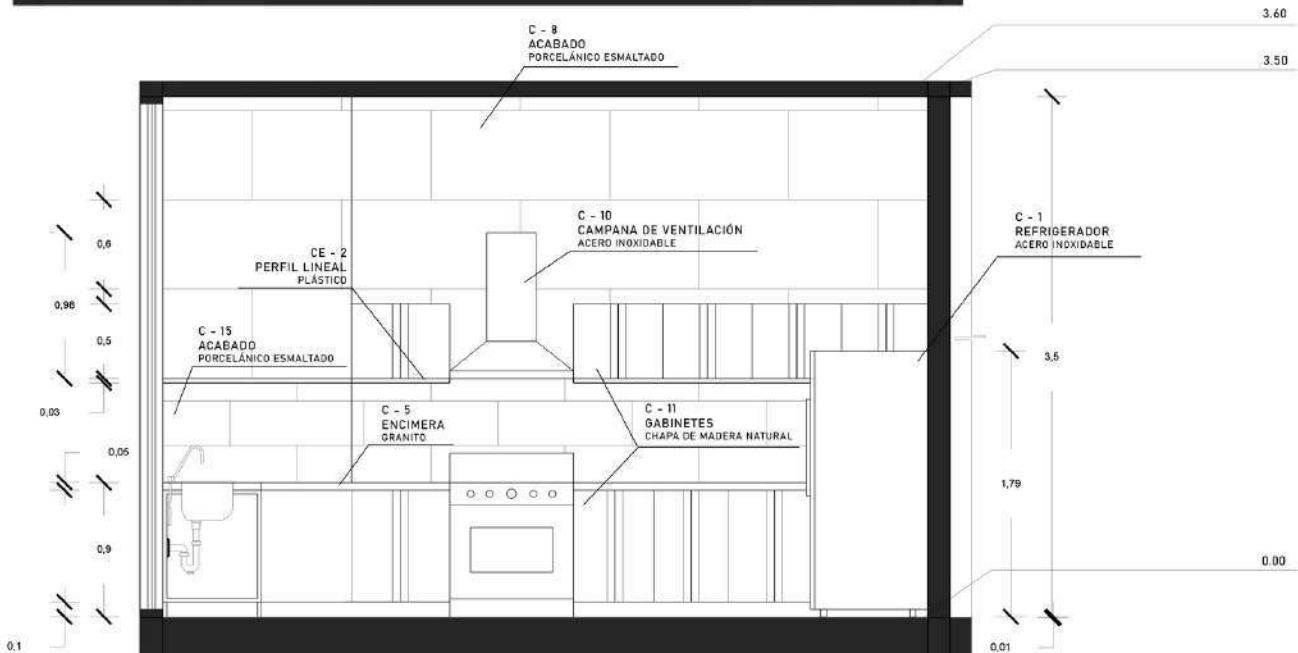 3.60
C - 8
ACABADO
PORCELÁNICO ESMALTADO
3.50
C - 10
CAMPANA DE VENTILACIÓN
ACERO INOXIDABLE
C - 1
REFRIGERADOR
ACERO INOXIDABLE
0,6
CE - 2
PERFIL LINEAL
PLÁSTICO
0,98
C - 15
ACABADO
PORCELÁNICO ESMALTADO
0,5
3,5
0,03
C - 5
ENCIMERA
GRANITO
C - 11
GABINETES
CHAPA DE MADERA NATURAL
0,05
1,79
0,9
0.00
0,1
0,01